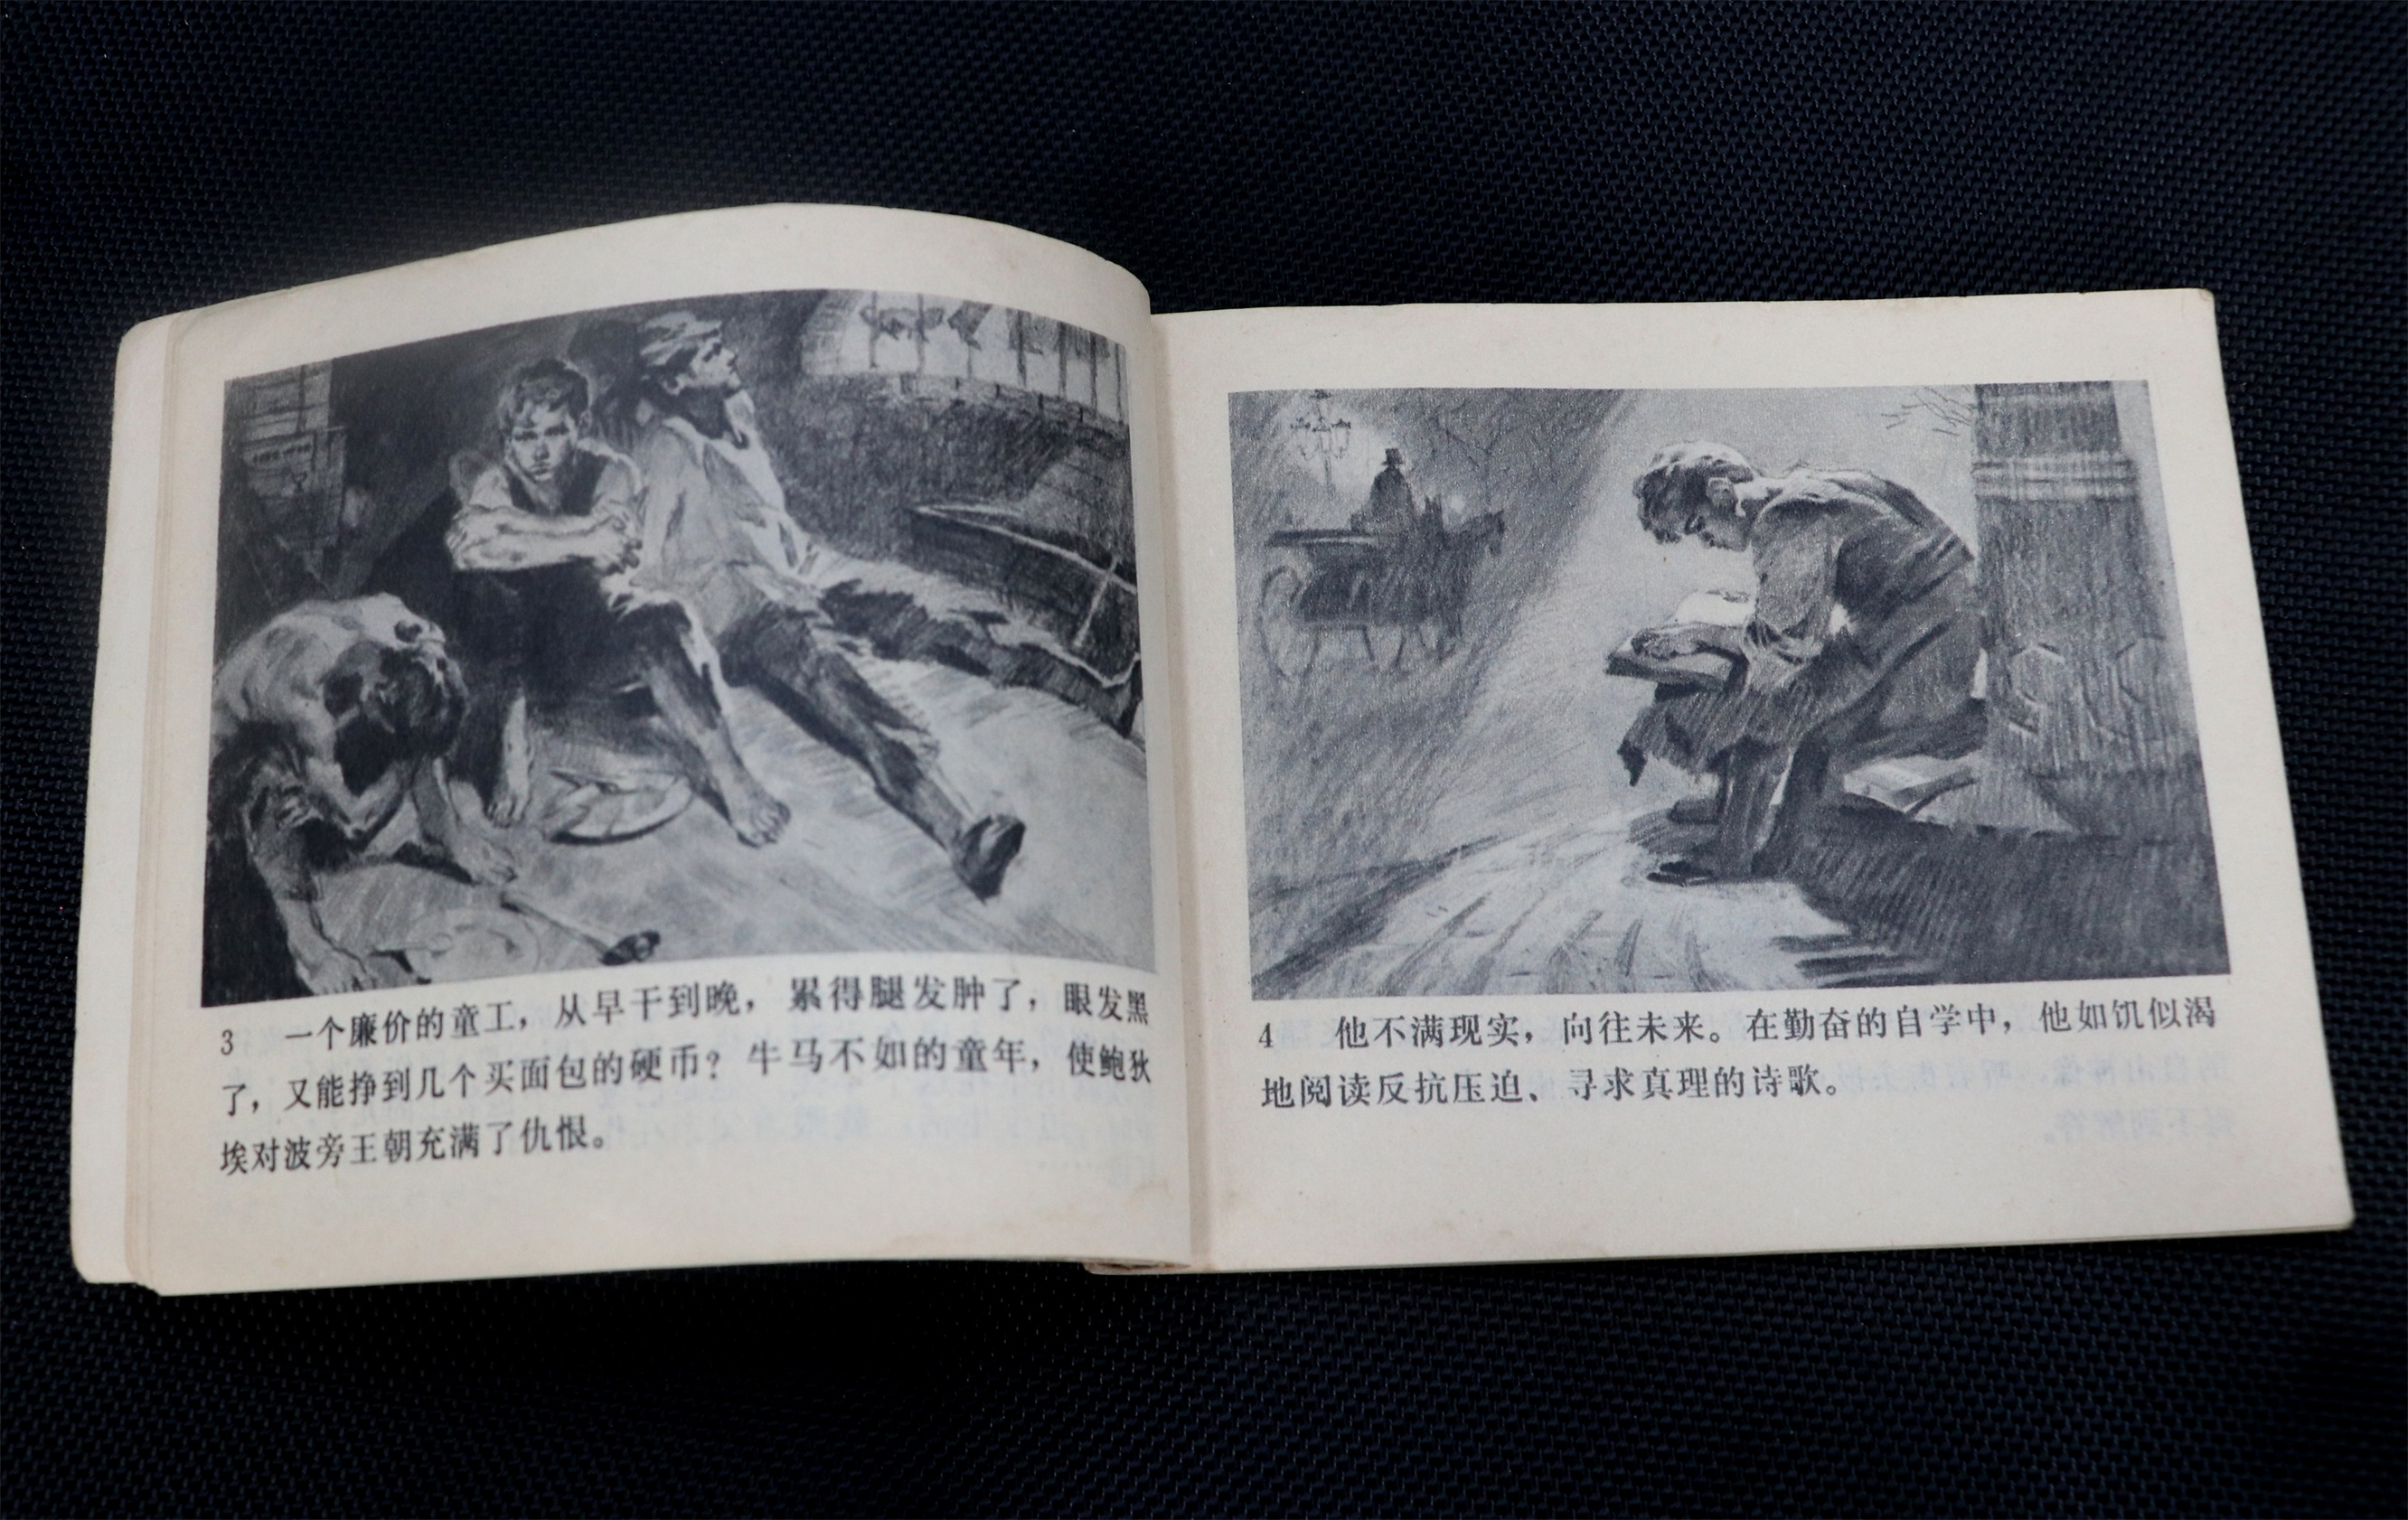 3 一个廉价的童工，从早干到晚，累得腿发肿了，眼发黑
了，又能挣到几个买面包的硬币？牛马不如的童年，使鲍狄
埃对波旁王朝充满了仇恨。
4 他不满现实，向往未来。在勤奋的自学中，他如饥似渴
地阅读反抗压迫、寻求真理的诗歌。